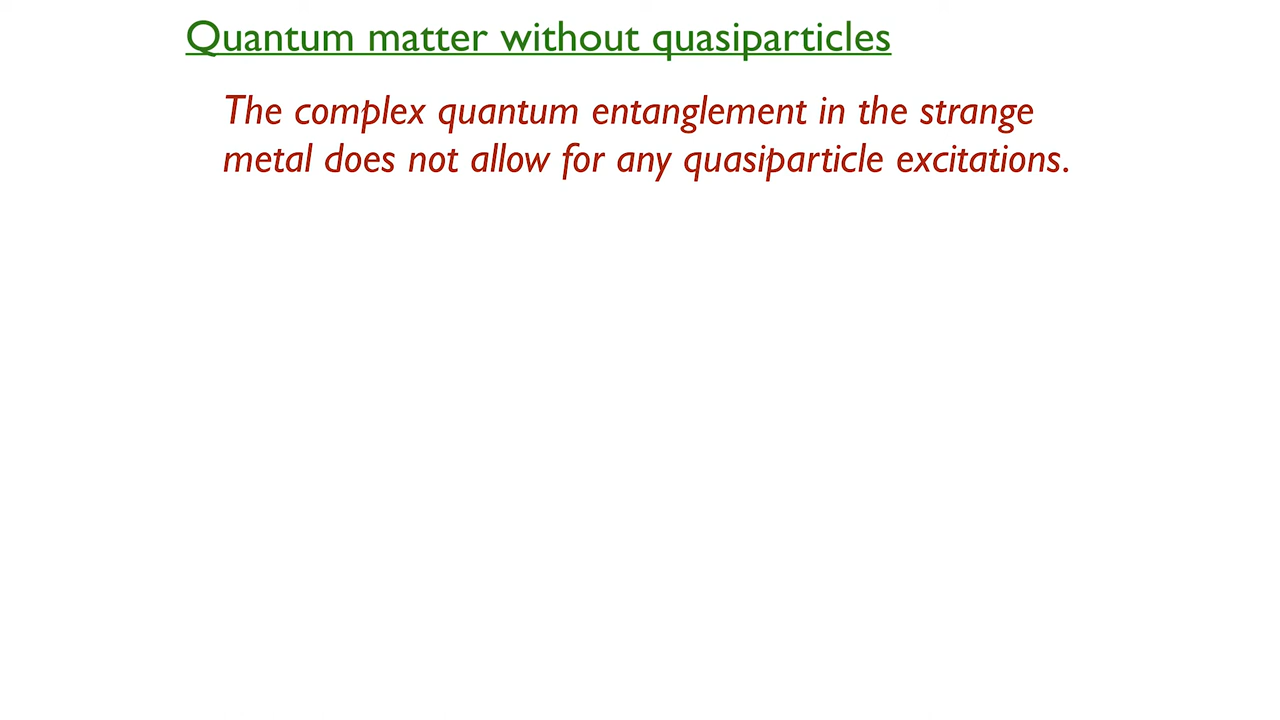 Quantum matter without quasiparticles
The complex quantum entanglement in the strange
metal does not allow for any quasiparticle excitations.